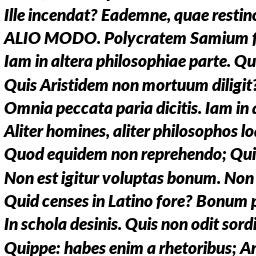 Ille incendat? Eademne, quae restinc
ALIO MODO. Polycratem Samium f
Iam in altera philosophiae parte. Qu
Quis Aristidem non mortuum diligit?
Omnia peccata paria dicitis. Iam in a
Aliter homines, aliter philosophos lo
Quod equidem non reprehendo; Qui
Non est igitur voluptas bonum. Non
Quid censes in Latino fore? Bonum p
In schola desinis. Quis non odit sordi
Quippe: habes enim a rhetoribus; Ar